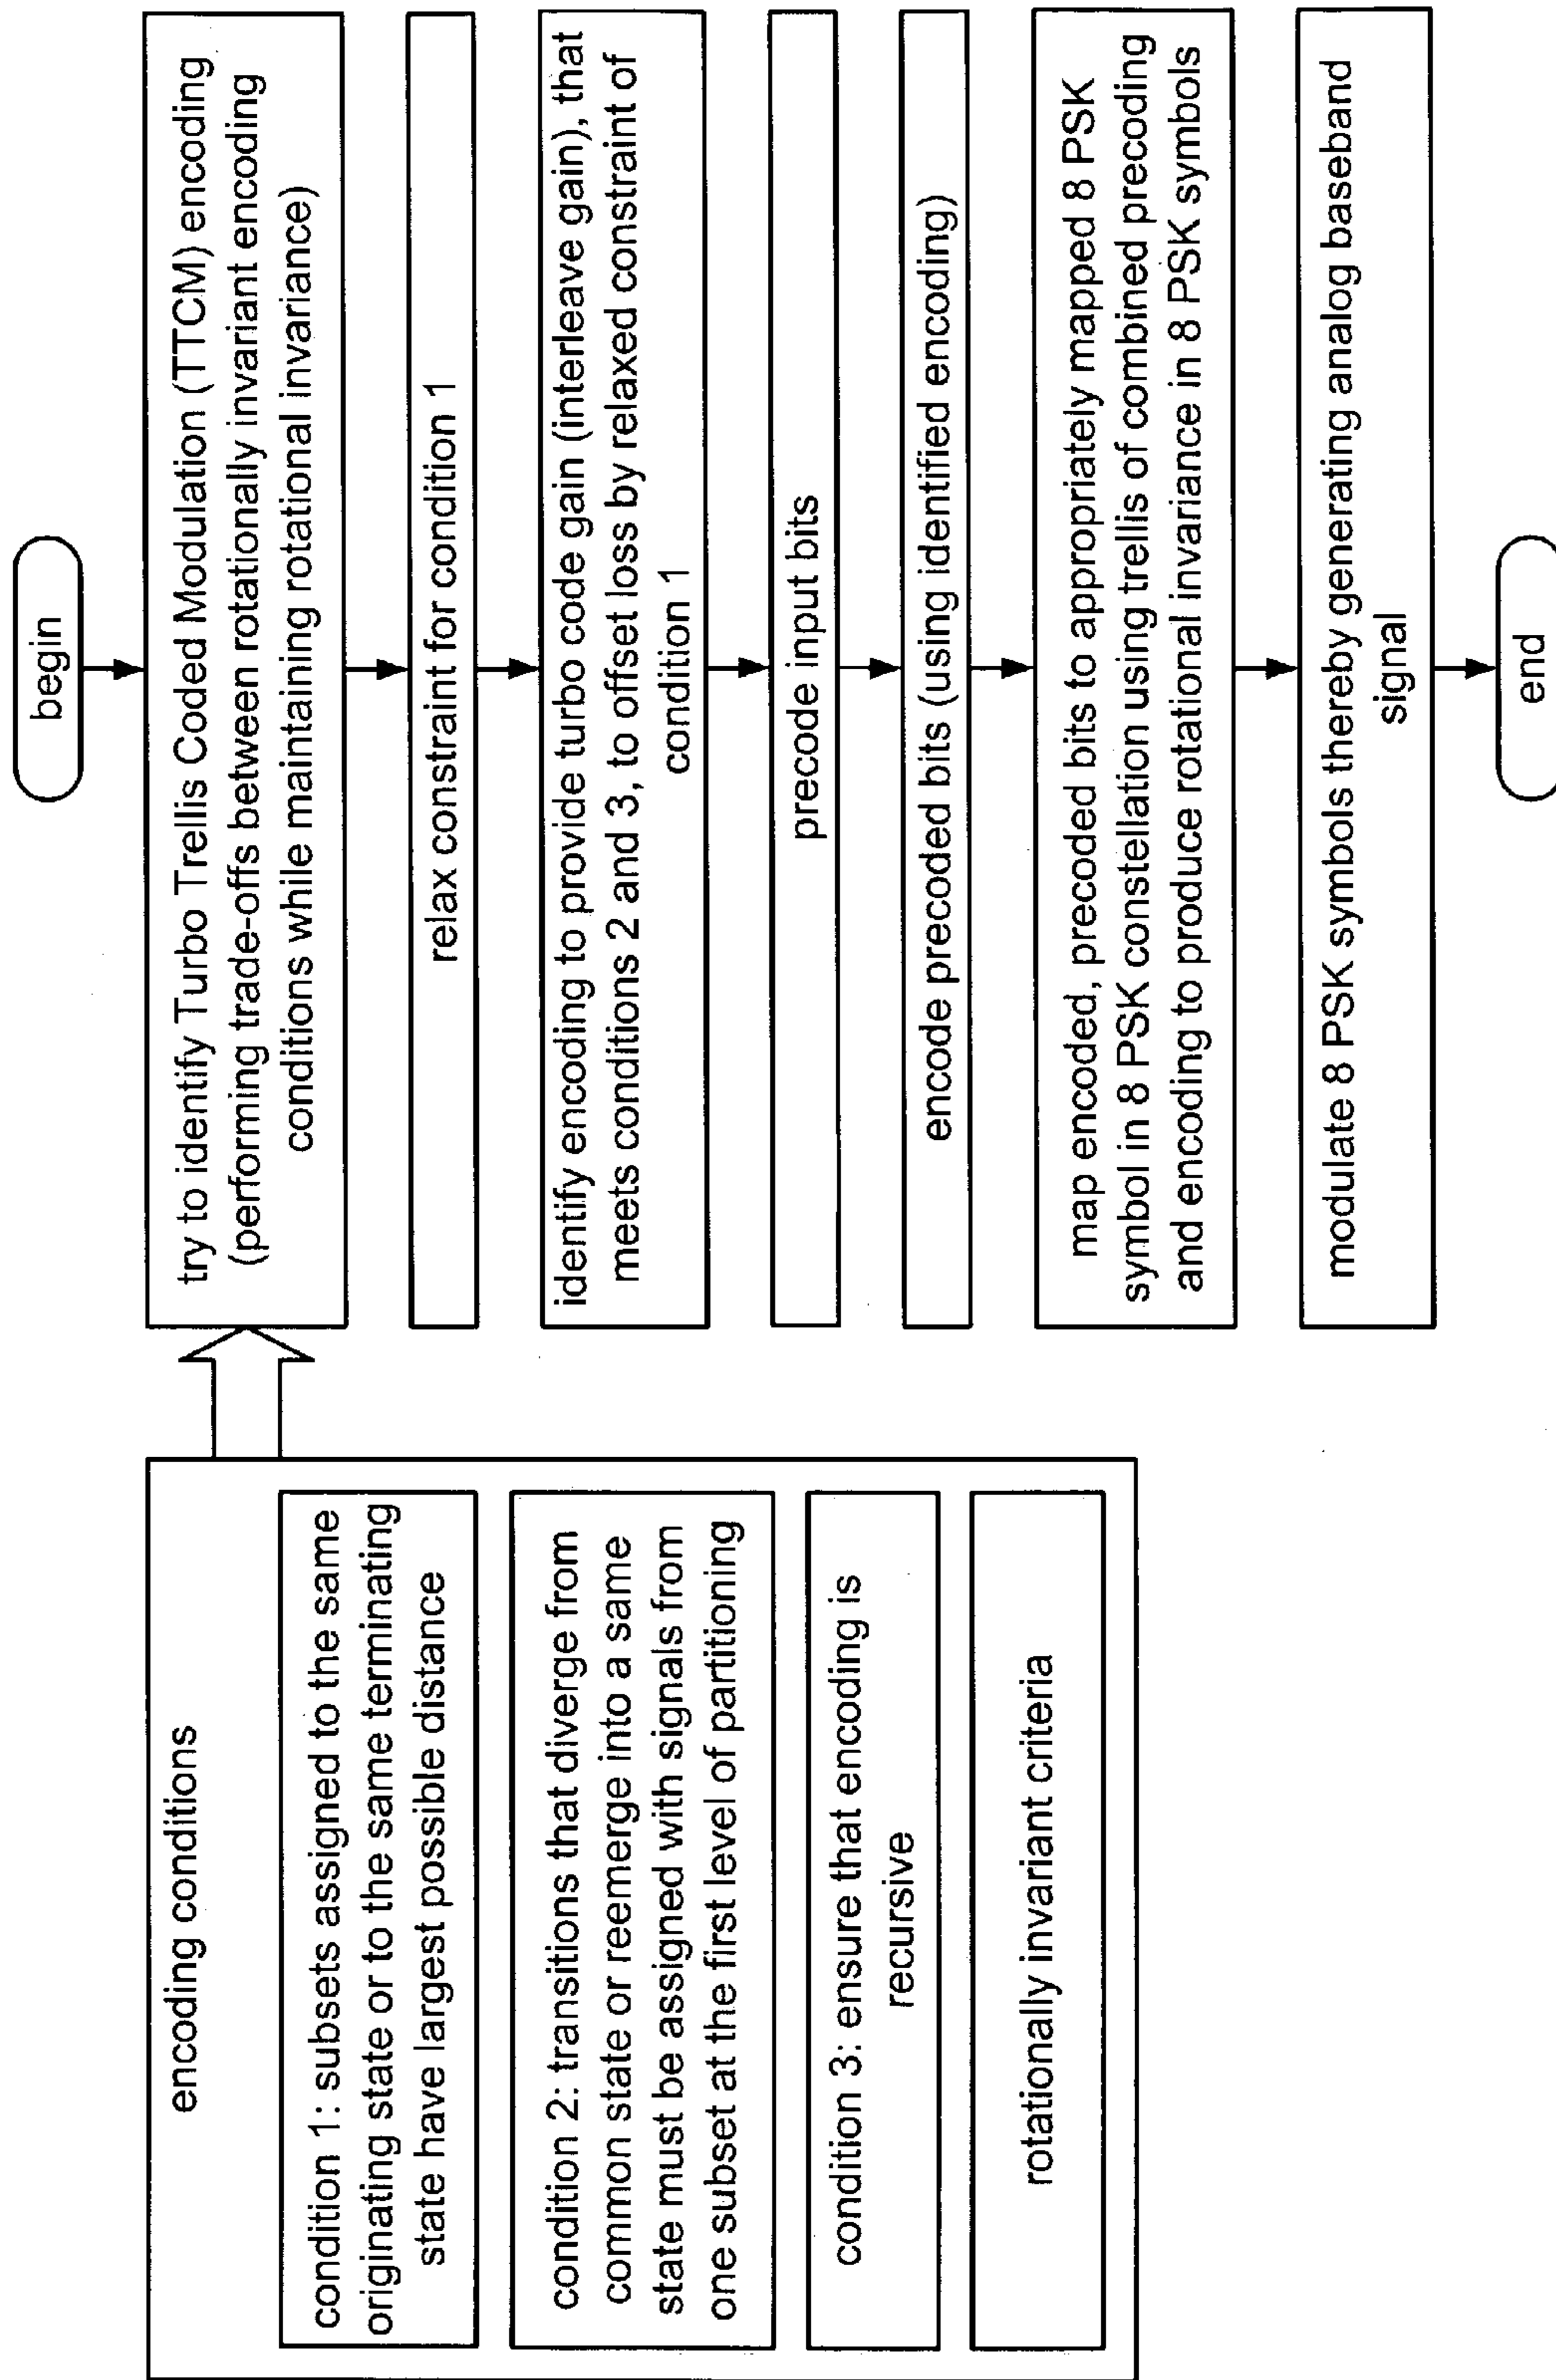 begin
try to identify Turbo Trellis Coded Modulation (TTCM) encoding
(performing trade-offs between rotationally invariant encoding
conditions while maintaining rotational invariance)
relax constraint for condition 1
identify encoding to provide turbo code gain (interleave gain), that
meets conditions 2 and 3, to offset loss by relaxed constraint of
condition 1
precode input bits
encode precoded bits (using identified encoding)
map encoded, precoded bits to appropriately mapped 8 PSK
symbol in 8 PSK constellation using trellis of combined precoding
and encoding to produce rotational invariance in 8 PSK symbols
modulate 8 PSK symbols thereby generating analog baseband
signal
end
encoding conditions
condition 1: subsets assigned to the same
originating state or to the same terminating
state have largest possible distance
condition 2: transitions that diverge from
common state or reemerge into a same
state must be assigned with signals from
one subset at the first level of partitioning
condition 3: ensure that encoding is
recursive
rotationally invariant criteria